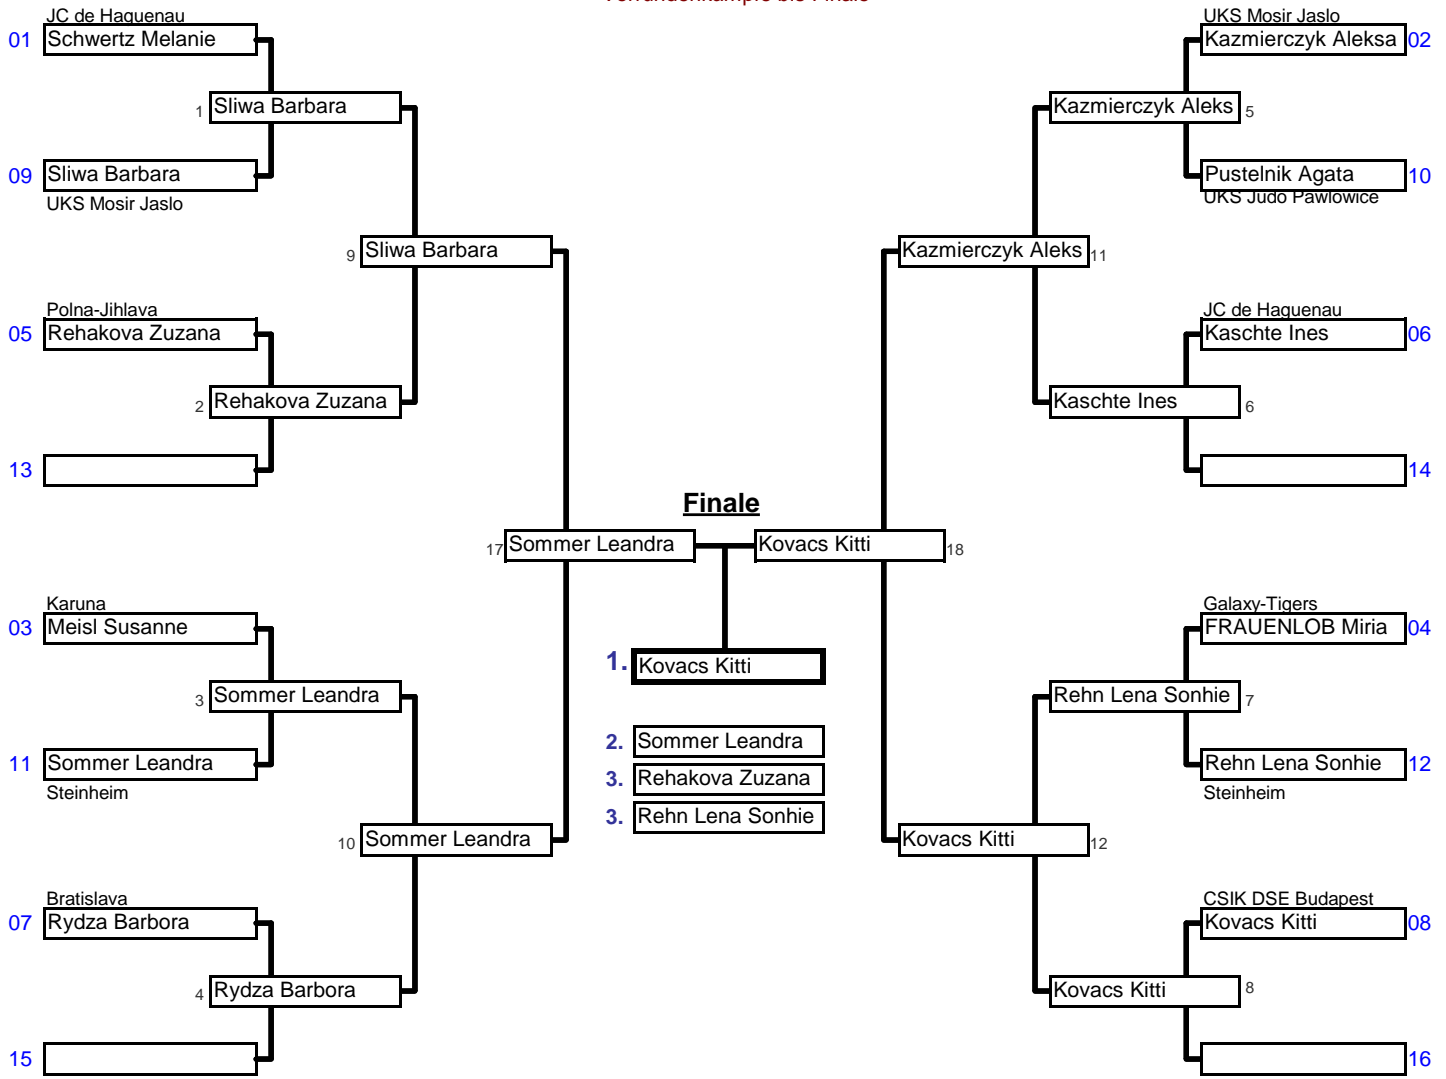 Vorrundenkämpfe bis Finale
JC de Haguenau
01 Schwertz Melanie
1 Sliwa Barbara
09 Sliwa Barbara
UKS Mosir Jaslo
9 Sliwa Barbara
Polna-Jihlava
05 Rehakova Zuzana
2 Rehakova Zuzana
13
17 Sommer Leandra
Karuna
03 Meisl Susanne
3 Sommer Leandra
11 Sommer Leandra
Steinheim
10 Sommer Leandra
Bratislava
07 Rydza Barbora
4 Rydza Barbora
15
Finale
1. Kovacs Kitti
2. Sommer Leandra
3. Rehakova Zuzana
3. Rehn Lena Sonhie
UKS Mosir Jaslo
Kazmierczyk Aleksa 02
Kazmierczyk Aleks 5
Pustelnik Agata 10
UKS Judo Pawlowice
Kazmierczyk Aleks 11
JC de Haguenau
Kaschte Ines 06
Kaschte Ines 6
14
Kovacs Kitti 18
Galaxy-Tigers
FRAUENLOB Miria 04
Rehn Lena Sonhie 7
Rehn Lena Sonhie 12
Steinheim
Kovacs Kitti 12
CSIK DSE Budapest
Kovacs Kitti 08
Kovacs Kitti 8
16